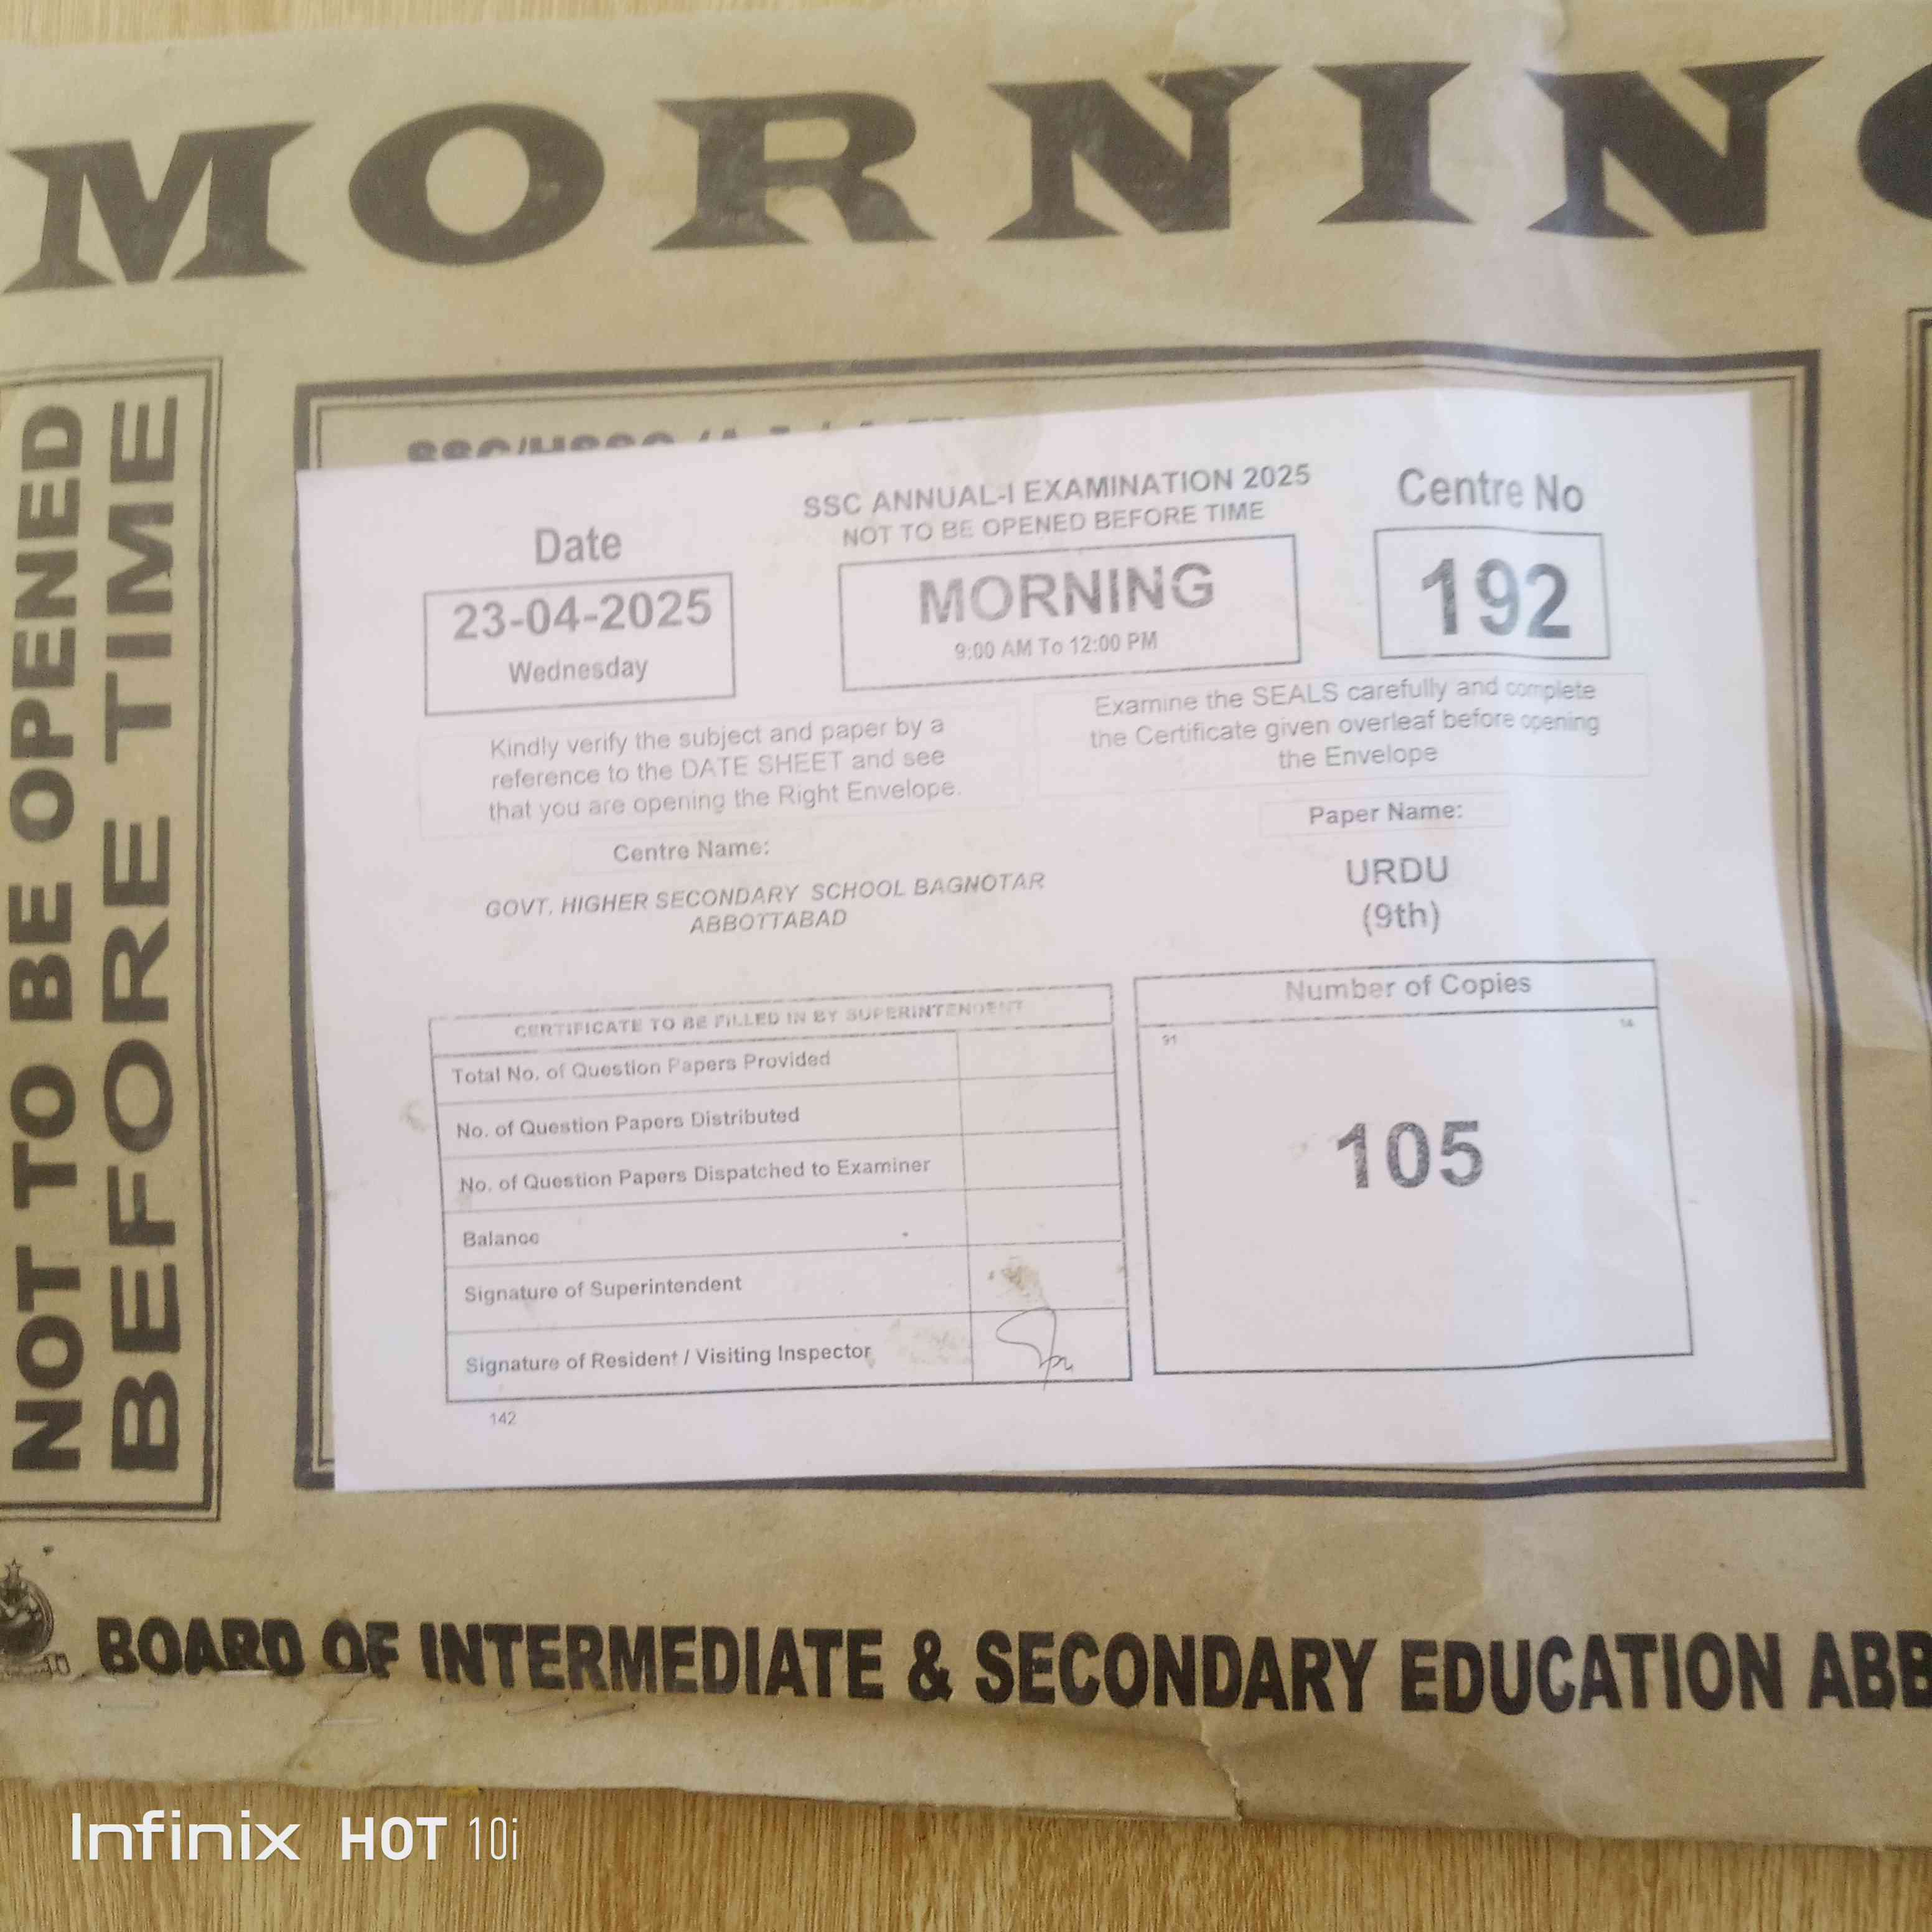 MORNING
NOT TO BE OPENED
BEFORE TIME
SSC ANNUAL-I EXAMINATION 2025
NOT TO BE OPENED BEFORE TIME
Date
23-04-2025
Wednesday
MORNING
9:00 AM To 12:00 PM
Centre No
192
Kindly verify the subject and paper by a
reference to the DATE SHEET and see
that you are opening the Right Envelope.
Examine the SEALS carefully and complete
the Certificate given overleaf before opening
the Envelope
Centre Name:
GOVT. HIGHER SECONDARY SCHOOL BAGNOTAR
ABBOTTABAD
Paper Name:
URDU
(9th)
CERTIFICATE TO BE FILLED IN BY SUPERINTENDENT
Total No. of Question Papers Provided
No. of Question Papers Distributed
No. of Question Papers Dispatched to Examiner
Balance
Signature of Superintendent
Signature of Resident / Visiting Inspector
142
Number of Copies
91 14
105
BOARD OF INTERMEDIATE & SECONDARY EDUCATION ABB
Infinix HOT 10i